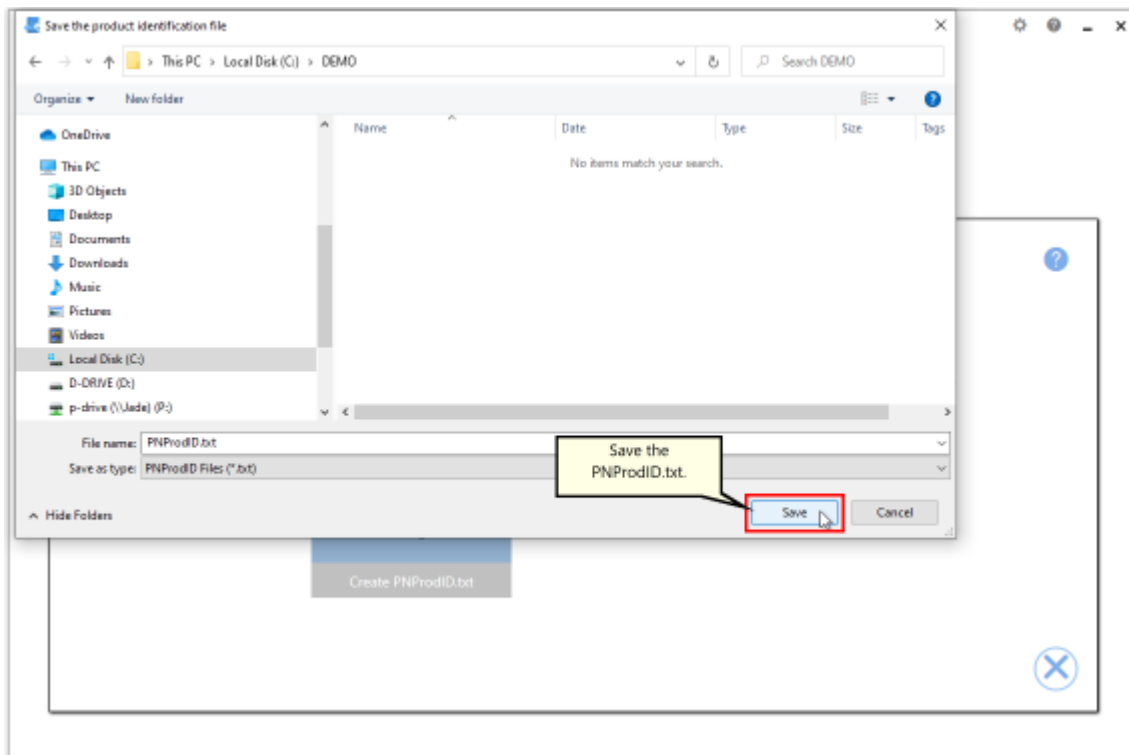 Save the product identification file
This PC > Local Disk (C:) > DEMO
Search DEMO
Organize
New folder
Name
Date
Type
Size
Tags
No items match your search.
OneDrive
This PC
3D Objects
Desktop
Documents
Downloads
Music
Pictures
Videos
Local Disk (C:)
D-DRIVE (D:)
p-drive (\\Jade) (P:)
File name: PNProdID.txt
Save as type: PNProdID Files (*.txt)
Save the
PNProdID.txt.
Hide Folders
Save
Cancel
Create PNProdID.txt